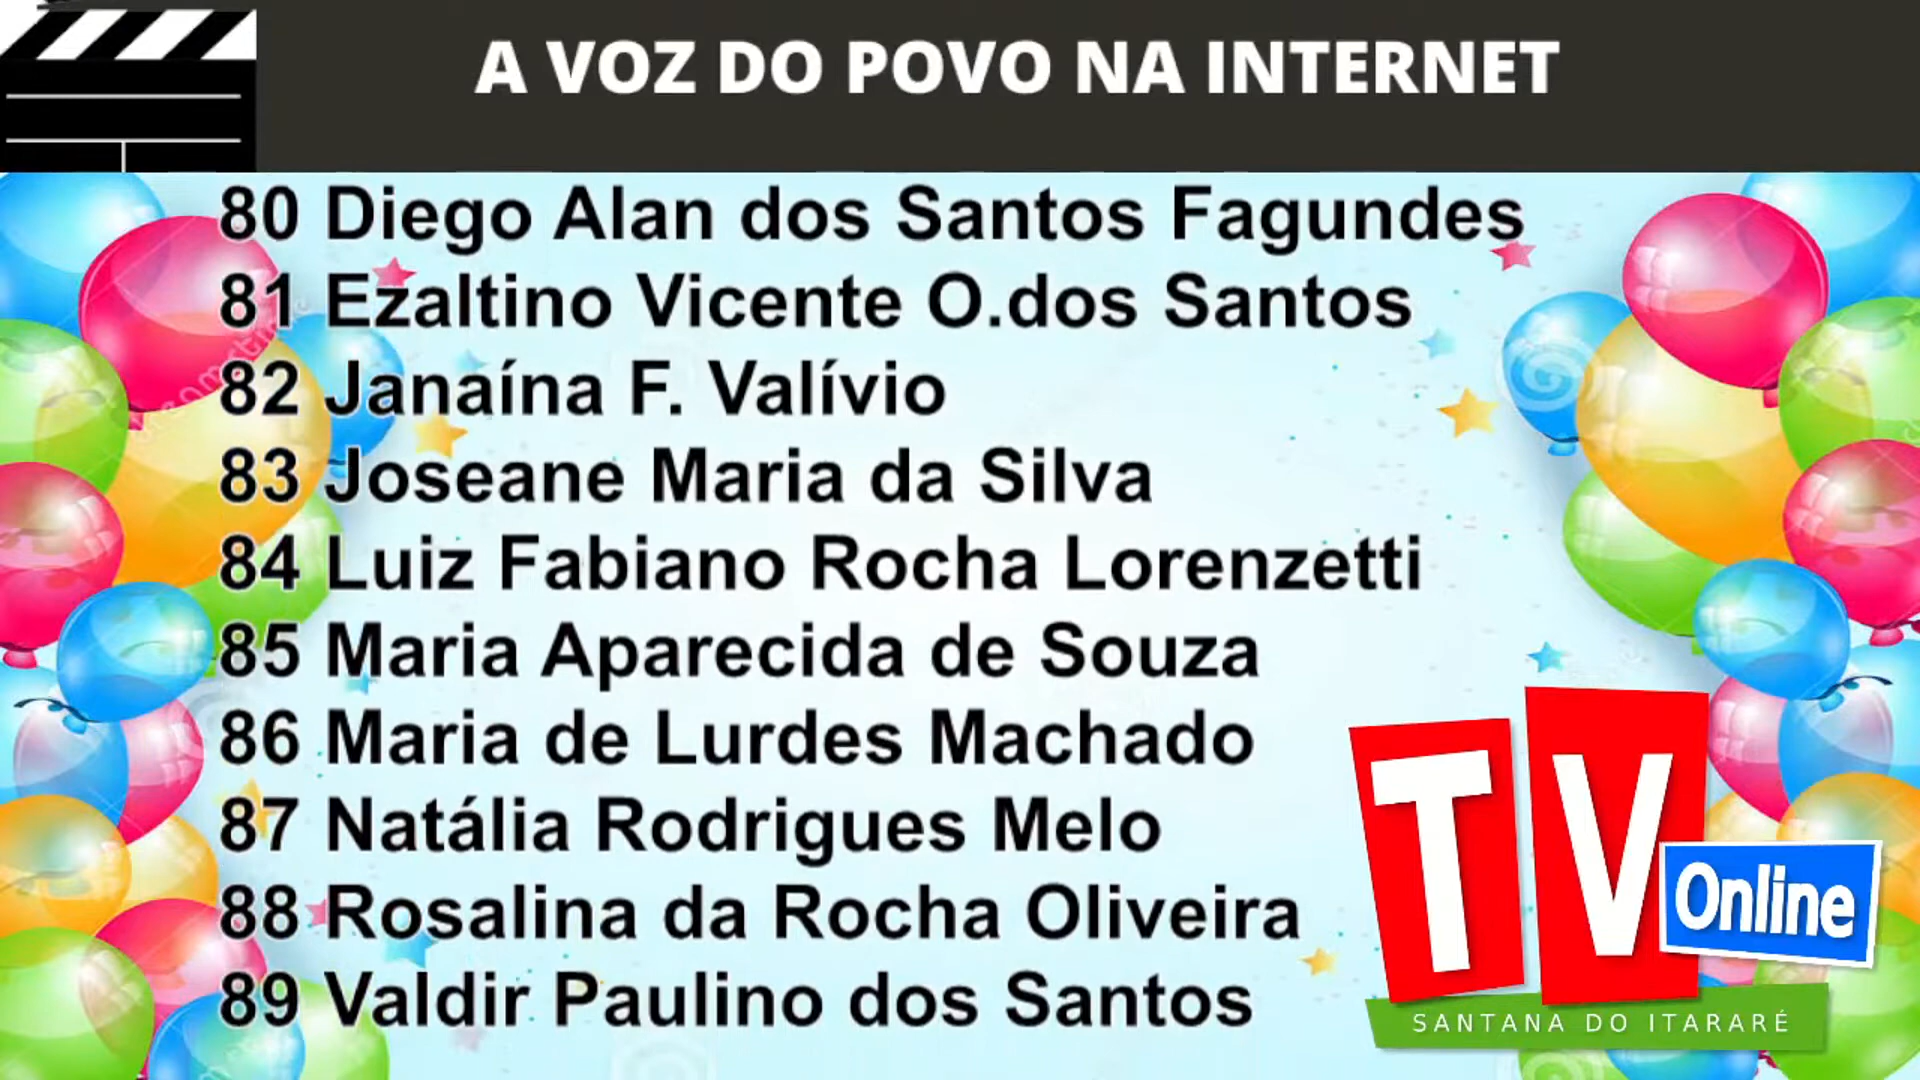 A VOZ DO POVO NA INTERNET
80 Diego Alan dos Santos Fagundes
81 Ezaltino Vicente O.dos Santos
82 Janaína F. Valívio
83 Joseane Maria da Silva
84 Luiz Fabiano Rocha Lorenzetti
85 Maria Aparecida de Souza
86 Maria de Lurdes Machado
87 Natália Rodrigues Melo
88 Rosalina da Rocha Oliveira
89 Valdir Paulino dos Santos
TV
Online
SANTANA DO ITARARÉ